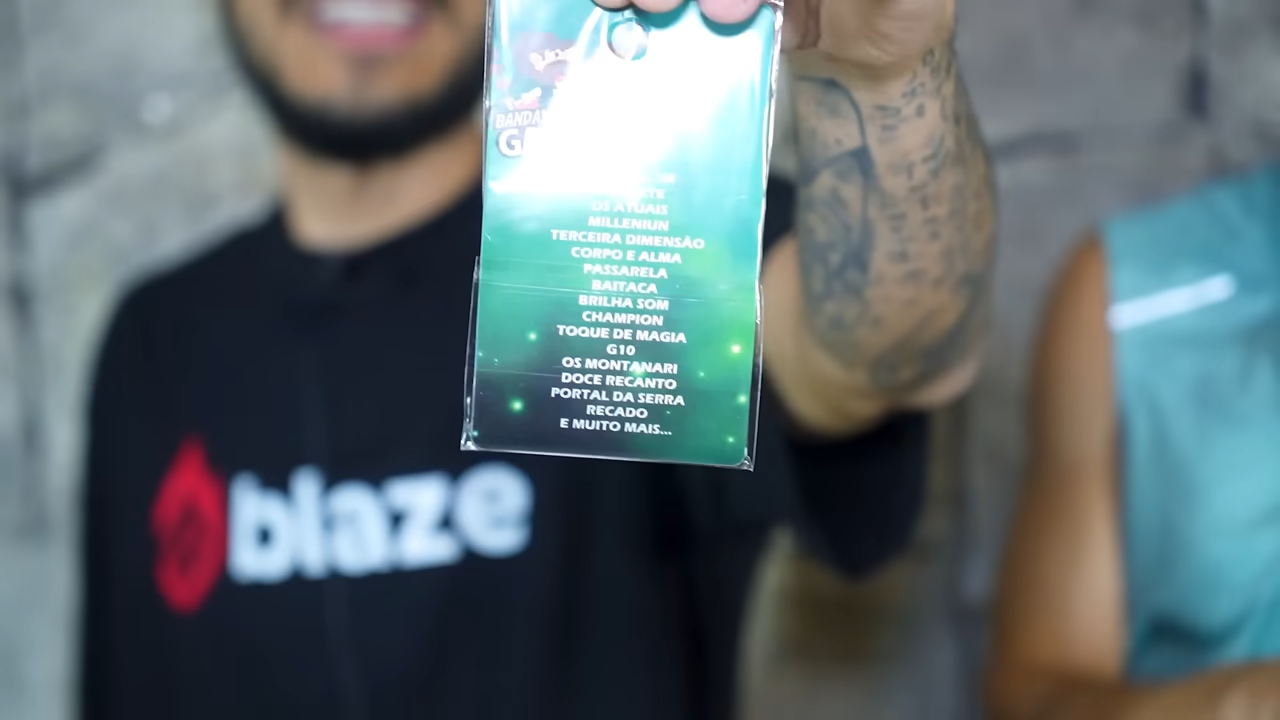 BANDAS
OS ATUAIS
MILLENIUN
TERCEIRA DIMENSÃO
CORPO E ALMA
PASSARELA
BAITACA
BRILHA SOM
CHAMPION
TOQUE DE MAGIA
G10
OS MONTANARI
DOCE RECANTO
PORTAL DA SERRA
RECADO
E MUITO MAIS...
blaze